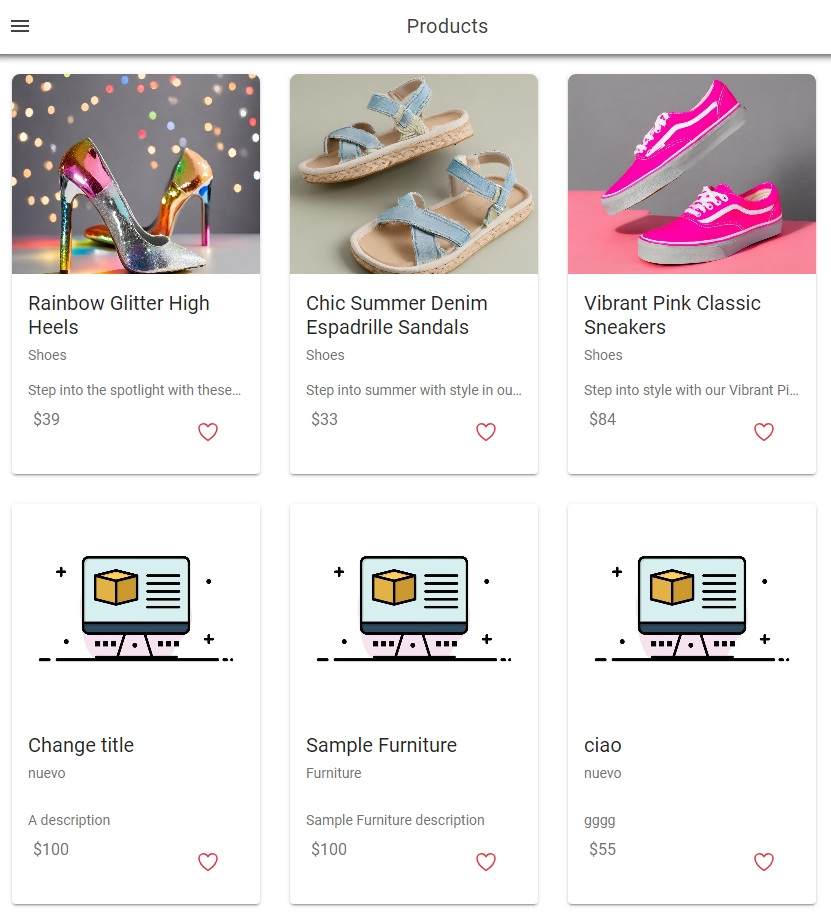 Products
Rainbow Glitter High
Heels
Shoes
Step into the spotlight with these…
$39
Chic Summer Denim
Espadrille Sandals
Shoes
Step into summer with style in ou…
$33
Vibrant Pink Classic
Sneakers
Shoes
Step into style with our Vibrant Pi…
$84
Change title
nuevo
A description
$100
Sample Furniture
Furniture
Sample Furniture description
$100
ciao
nuevo
gggg
$55